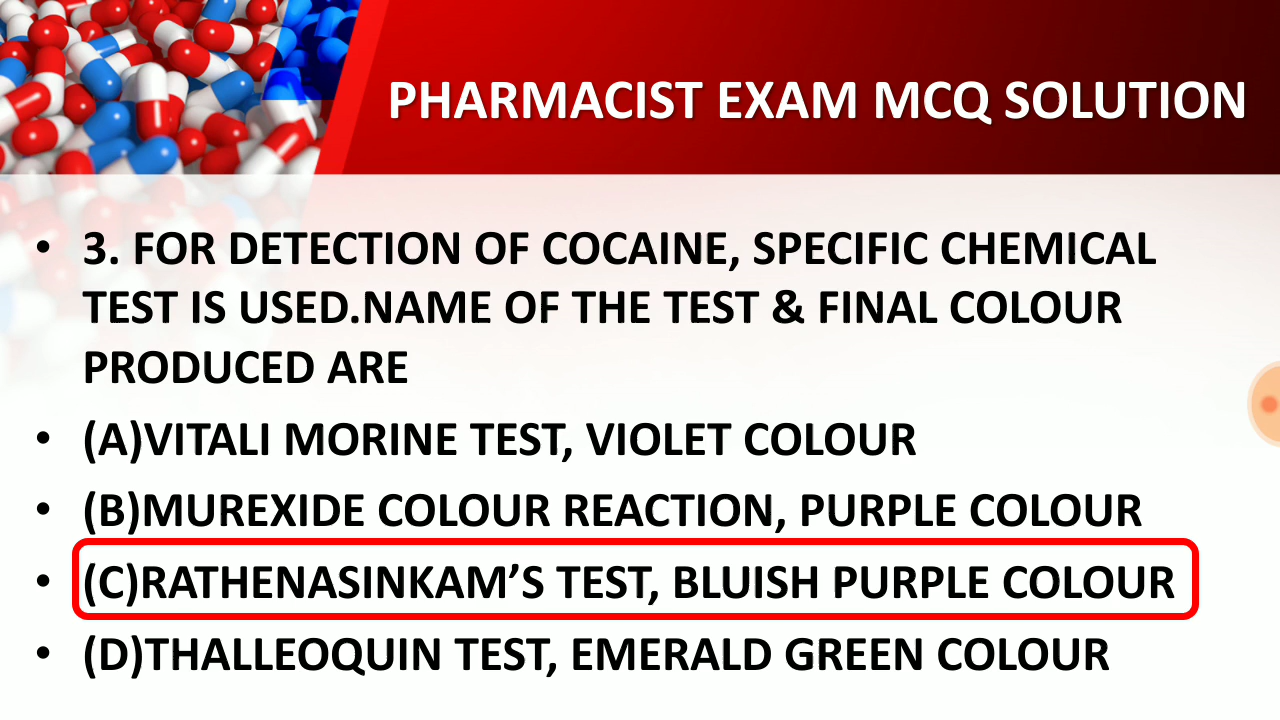 PHARMACIST EXAM MCQ SOLUTION
• 3. FOR DETECTION OF COCAINE, SPECIFIC CHEMICAL
TEST IS USED.NAME OF THE TEST & FINAL COLOUR
PRODUCED ARE
• (A)VITALI MORINE TEST, VIOLET COLOUR
• (B)MUREXIDE COLOUR REACTION, PURPLE COLOUR
• (C)RATHENASINKAM’S TEST, BLUISH PURPLE COLOUR
• (D)THALLEOQUIN TEST, EMERALD GREEN COLOUR